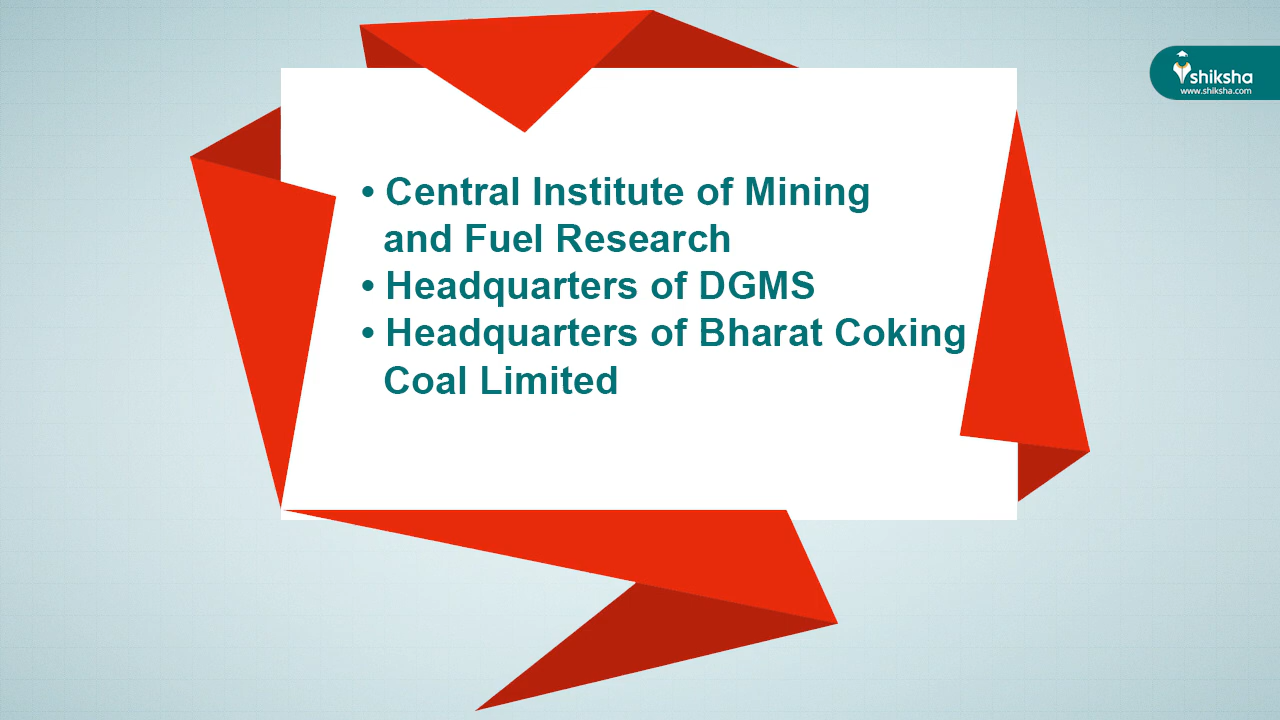 shiksha
www.shiksha.com
• Central Institute of Mining
and Fuel Research
• Headquarters of DGMS
• Headquarters of Bharat Coking
Coal Limited